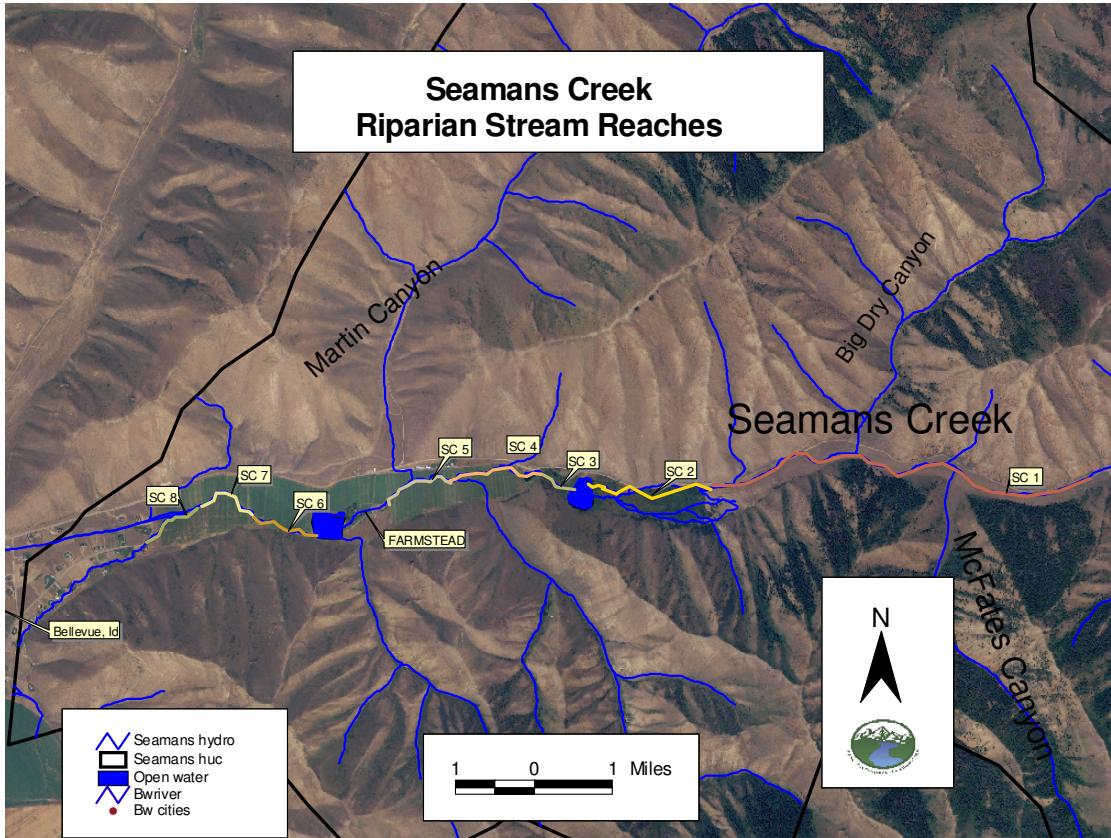 Seamans Creek
Riparian Stream Reaches
Martin Canyon
Big Dry Canyon
Seamans Creek
SC 4
SC 5
SC 3
SC 2
SC 1
SC 7
SC 8
SC 6
FARMSTEAD
McFates Canyon
Bellevue, Id
N
Seamans hydro
Seamans huc
Open water
Bwriver
Bw cities
1 0 1 Miles